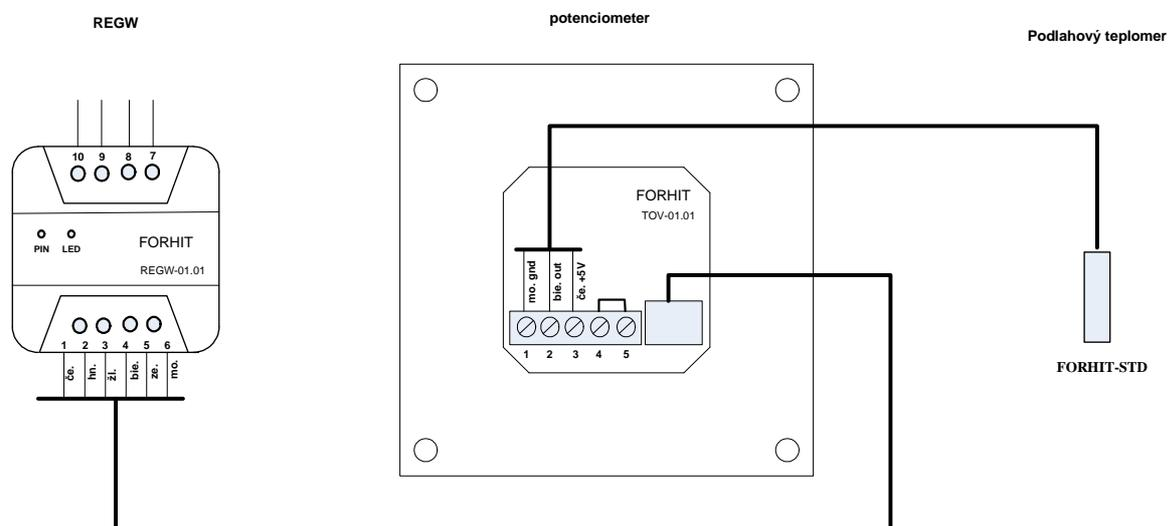 REGW
potenciometer
Podlahový teplomer
10 9 8 7
PIN LED
FORHIT
REGW-01.01
1 2 3 4 5 6
če.
hn.
žl.
bie.
ze.
mo.
FORHIT
TOV-01.01
mo. gnd
bie. out
če. +5V
1 2 3 4 5
FORHIT-STD